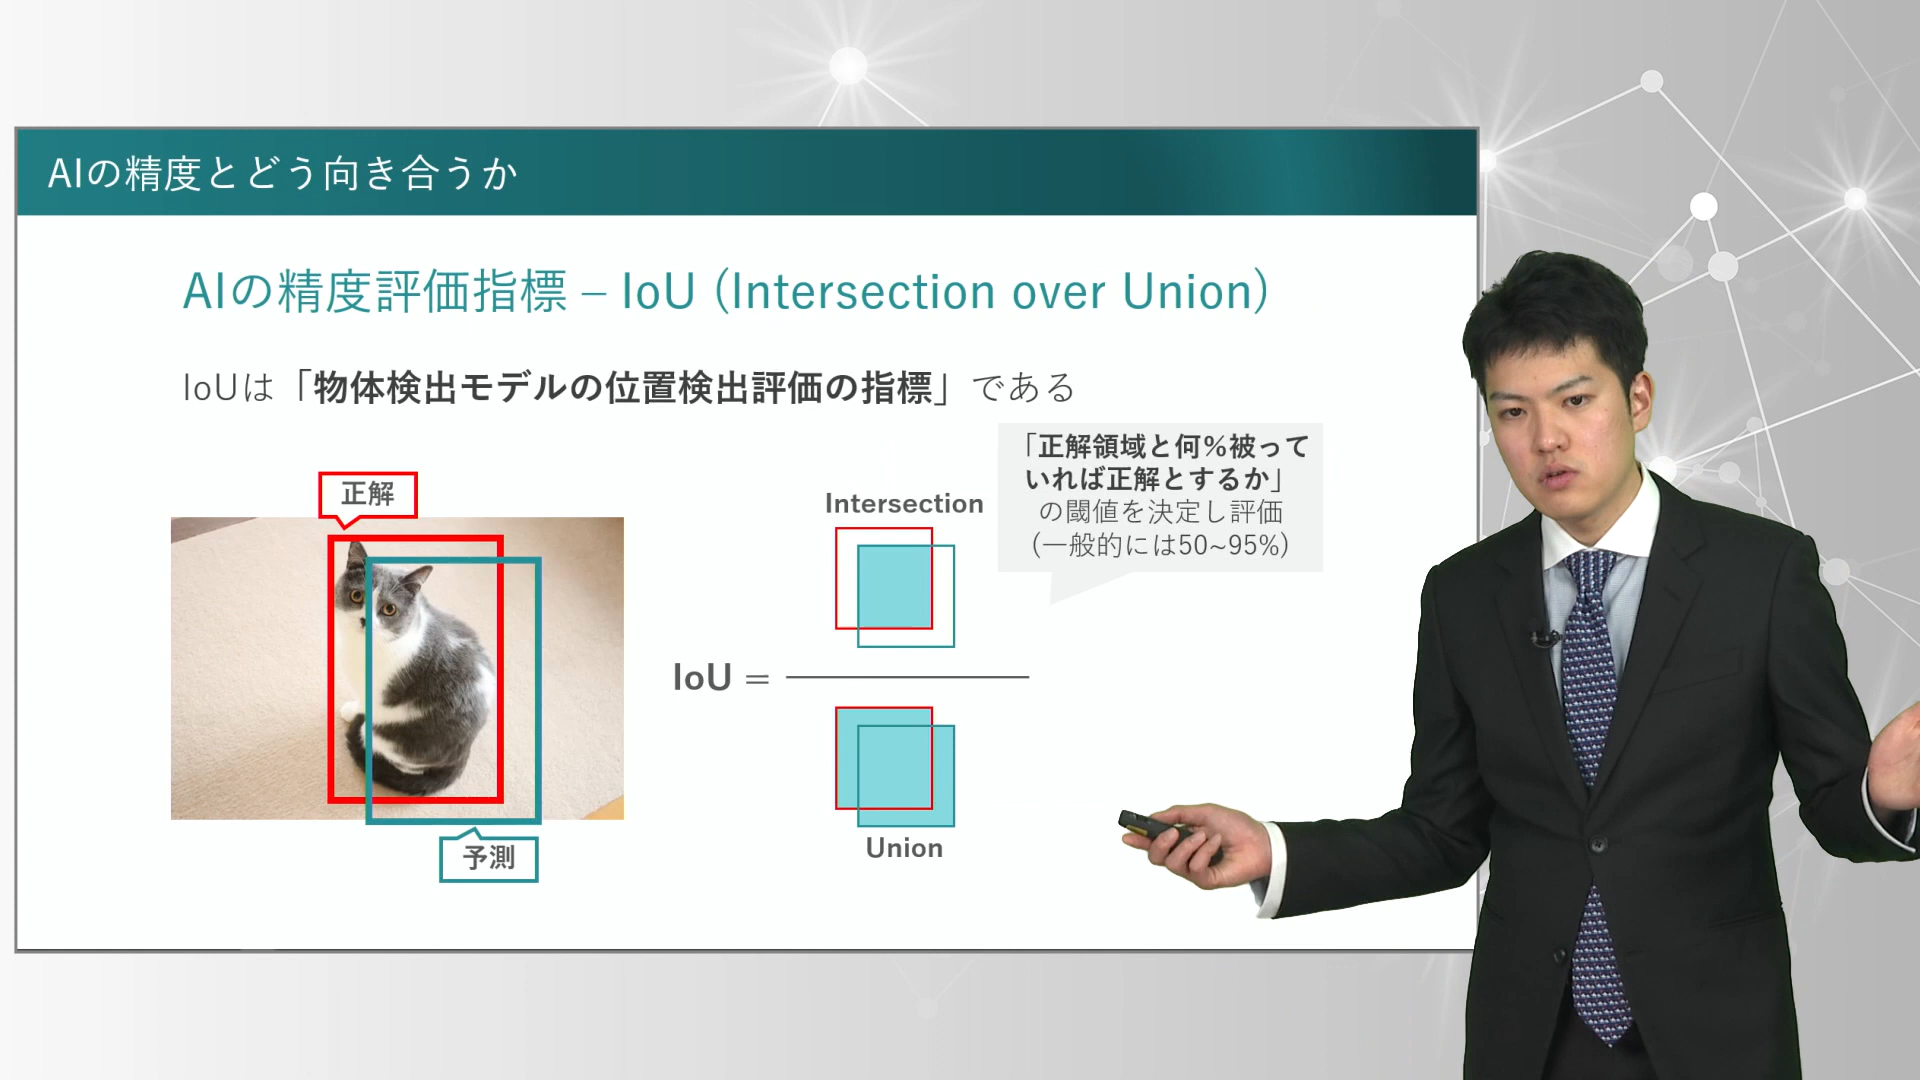 AIの精度とどう向き合うか
AIの精度評価指標 – IoU (Intersection over Union)
IoUは「物体検出モデルの位置検出評価の指標」である
正解
予測
IoU =
Intersection
Union
「正解領域と何%被って
いれば正解とするか」
の閾値を決定し評価
(一般的には50~95%)